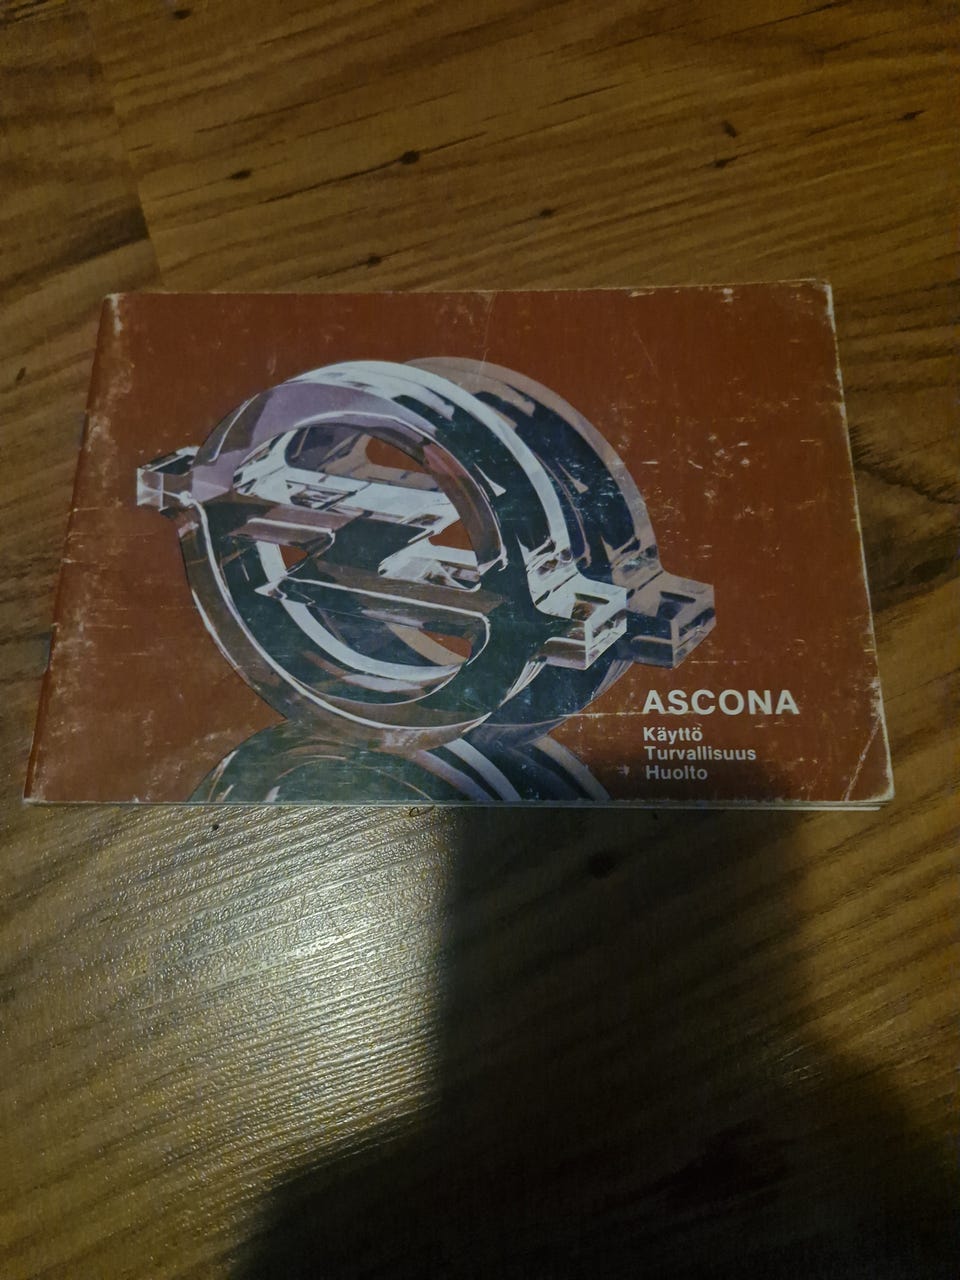 ASCONA
Käyttö
Turvallisuus
Huolto